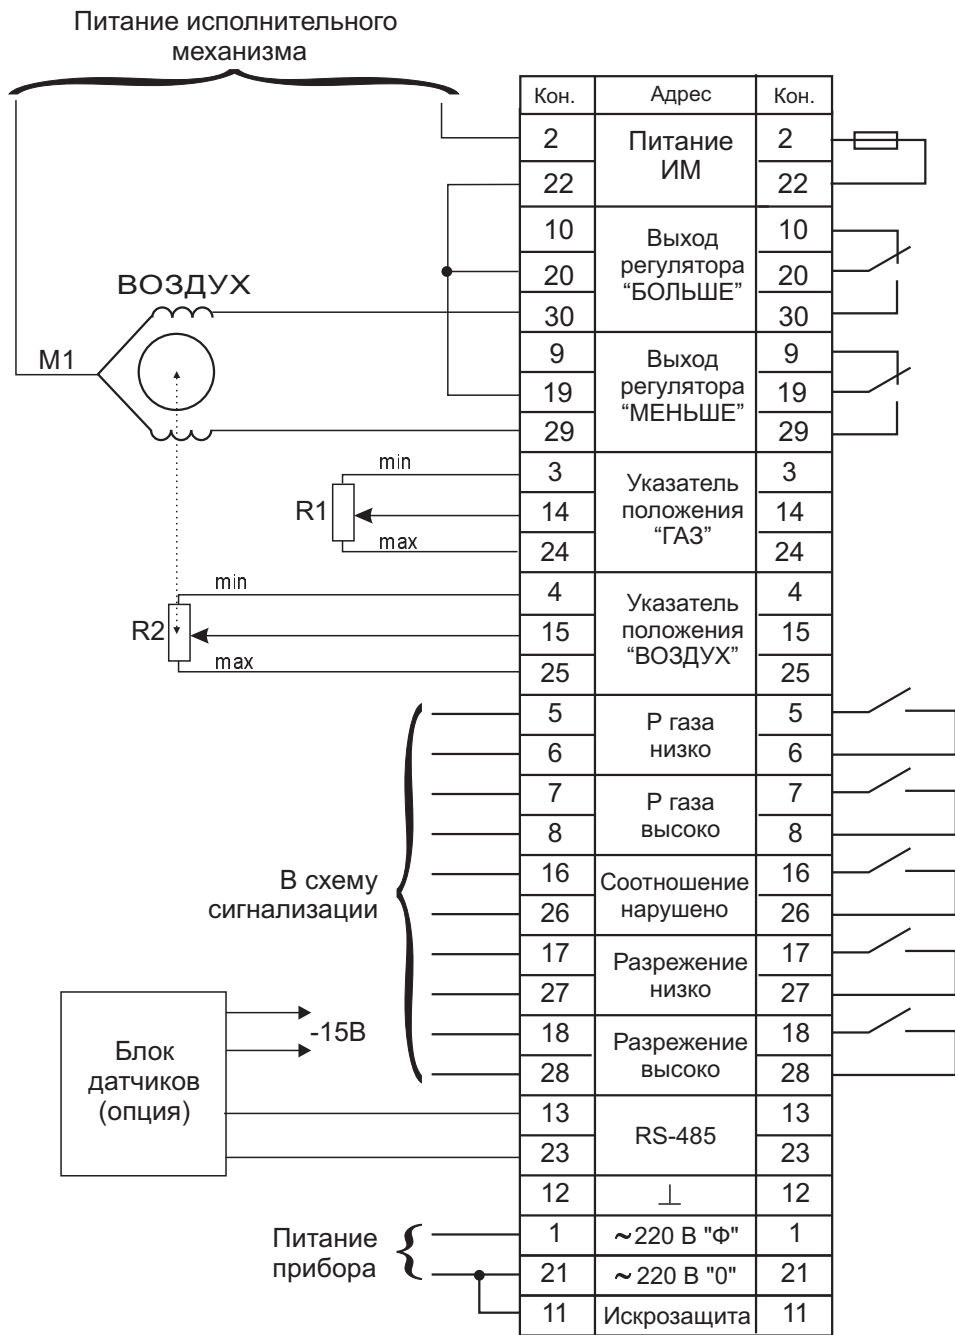 Питание исполнительного
механизма
Кон. Адрес Кон.
2 Питание 2
ИМ
22 22
10 Выход 10
регулятора
20 20
“БОЛЬШЕ”
30 30
ВОЗДУХ
М1
9 Выход 9
регулятора
19 19
“МЕНЬШЕ”
29 29
min
3 Указатель 3
R1
14 положения 14
“ГАЗ”
max
24 24
min
4 Указатель 4
R2
15 положения 15
“ВОЗДУХ”
max
25 25
5 Р газа 5
низко
6 6
7 Р газа 7
высоко
8 8
В схему
сигнализации
16 Соотношение 16
нарушено
26 26
17 Разрежение 17
низко
27 27
18 Разрежение 18
высоко
28 28
-15В
Блок
датчиков
(опция)
13 RS-485 13
23 23
12 ⊥ 12
Питание
прибора
1 ~220 В "Ф" 1
21 ~220 В "0" 21
11 Искрозащита 11